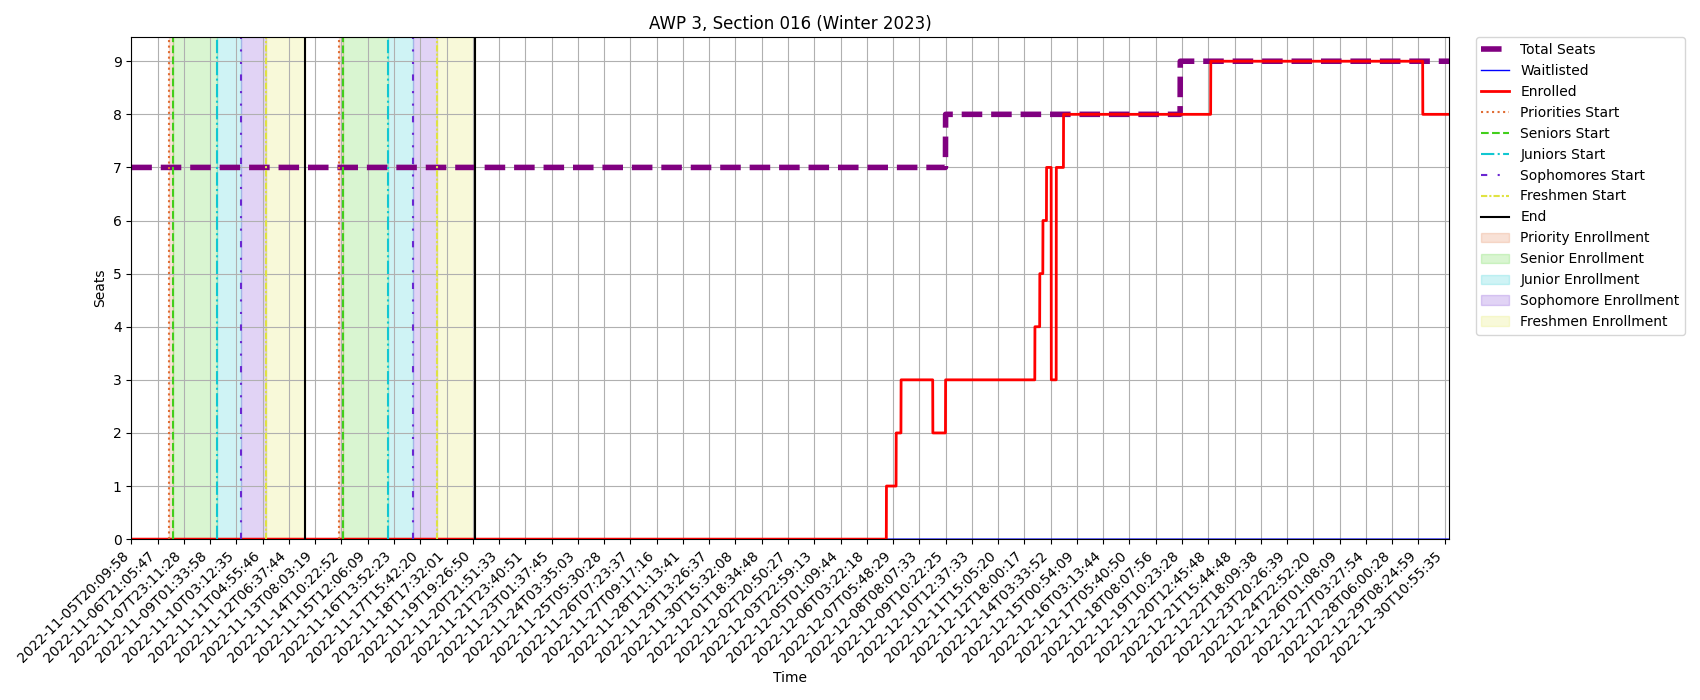 AWP 3, Section 016 (Winter 2023)
Seats
9
8
7
6
5
4
3
2
1
0
Total Seats
Waitlisted
Enrolled
Priorities Start
Seniors Start
Juniors Start
Sophomores Start
Freshmen Start
End
Priority Enrollment
Senior Enrollment
Junior Enrollment
Sophomore Enrollment
Freshmen Enrollment
2022-11-05T20:09:58
2022-11-06T21:05:47
2022-11-07T23:11:28
2022-11-09T01:33:58
2022-11-10T03:12:35
2022-11-11T04:55:46
2022-11-12T06:37:44
2022-11-13T08:03:19
2022-11-14T10:22:52
2022-11-15T12:06:09
2022-11-16T13:52:23
2022-11-17T15:42:20
2022-11-18T17:32:01
2022-11-19T19:26:50
2022-11-20T21:51:33
2022-11-21T23:40:51
2022-11-23T01:37:45
2022-11-24T03:35:03
2022-11-25T05:30:28
2022-11-26T07:23:37
2022-11-27T09:17:16
2022-11-28T11:13:41
2022-11-29T13:26:37
2022-11-30T15:32:08
2022-12-01T18:34:48
2022-12-02T20:50:27
2022-12-03T22:59:13
2022-12-05T01:09:44
2022-12-06T03:22:18
2022-12-07T05:48:29
2022-12-08T08:07:33
2022-12-09T10:22:25
2022-12-10T12:37:33
2022-12-11T15:05:20
2022-12-12T18:00:17
2022-12-14T03:33:52
2022-12-15T00:54:09
2022-12-16T03:13:44
2022-12-17T05:40:50
2022-12-18T08:07:56
2022-12-19T10:23:28
2022-12-20T12:45:48
2022-12-21T15:44:48
2022-12-22T18:09:38
2022-12-23T20:26:39
2022-12-24T22:52:20
2022-12-26T01:08:09
2022-12-27T03:27:54
2022-12-28T06:00:28
2022-12-29T08:24:59
2022-12-30T10:55:35
Time